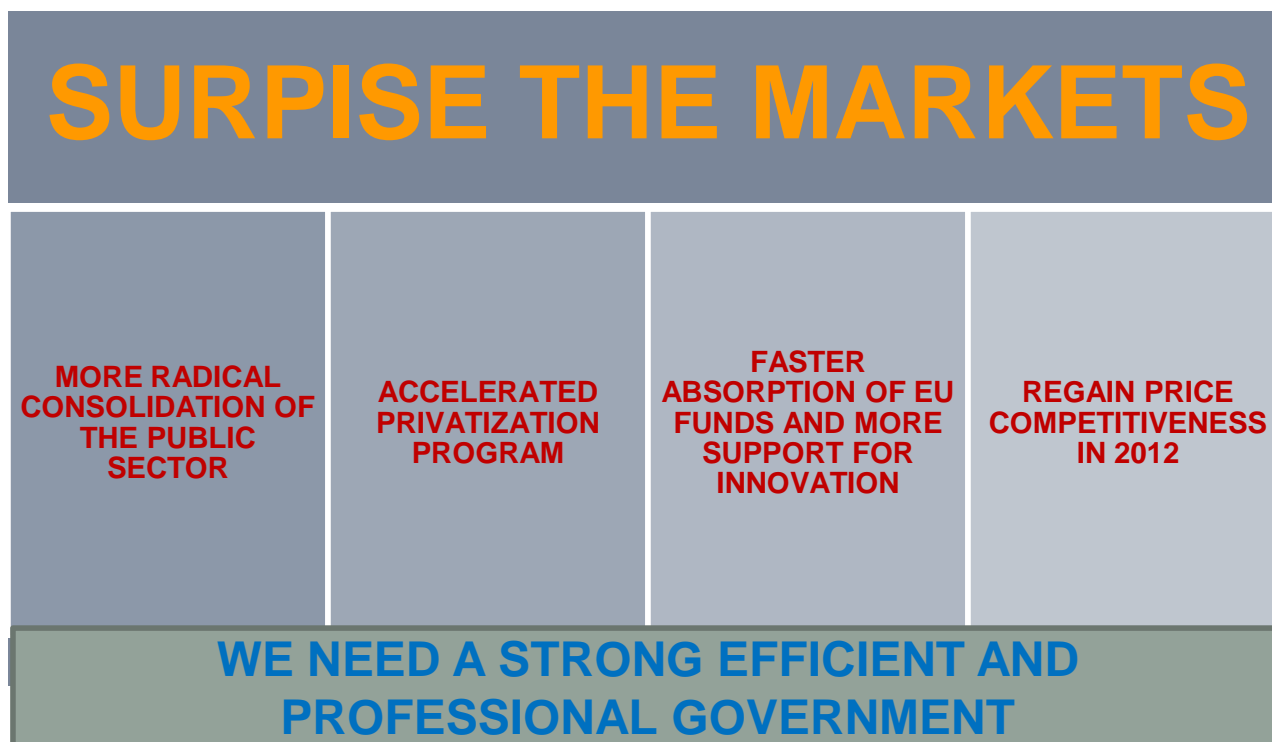 SURPISE THE MARKETS
MORE RADICAL
CONSOLIDATION OF
THE PUBLIC
SECTOR
ACCELERATED
PRIVATIZATION
PROGRAM
FASTER
ABSORPTION OF EU
FUNDS AND MORE
SUPPORT FOR
INNOVATION
REGAIN PRICE
COMPETITIVENESS
IN 2012
WE NEED A STRONG EFFICIENT AND
PROFESSIONAL GOVERNMENT